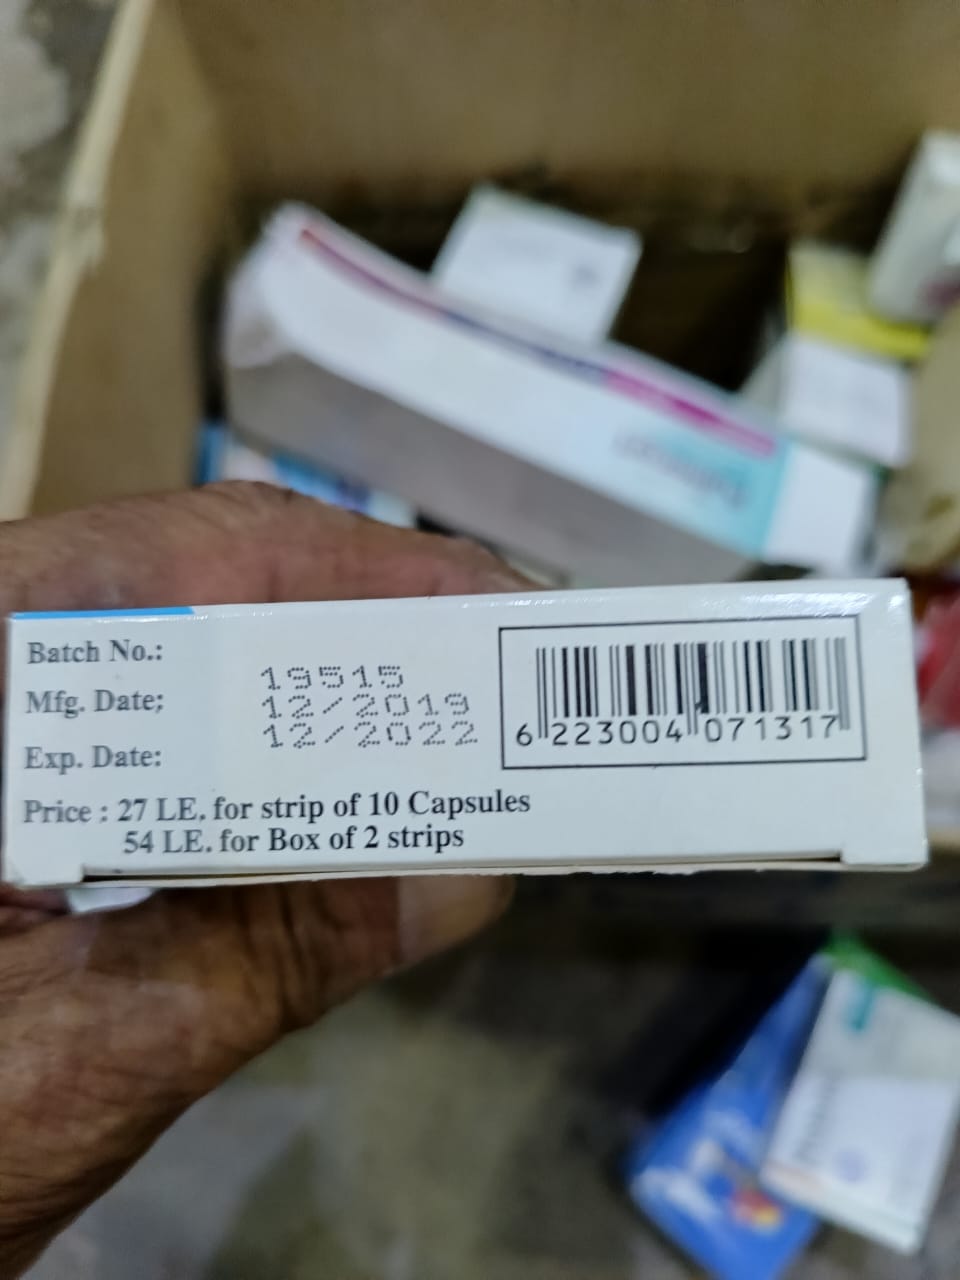 Batch No.: 19515
Mfg. Date; 12/2019
Exp. Date: 12/2022
Price : 27 LE. for strip of 10 Capsules
54 LE. for Box of 2 strips
6 223004 071317